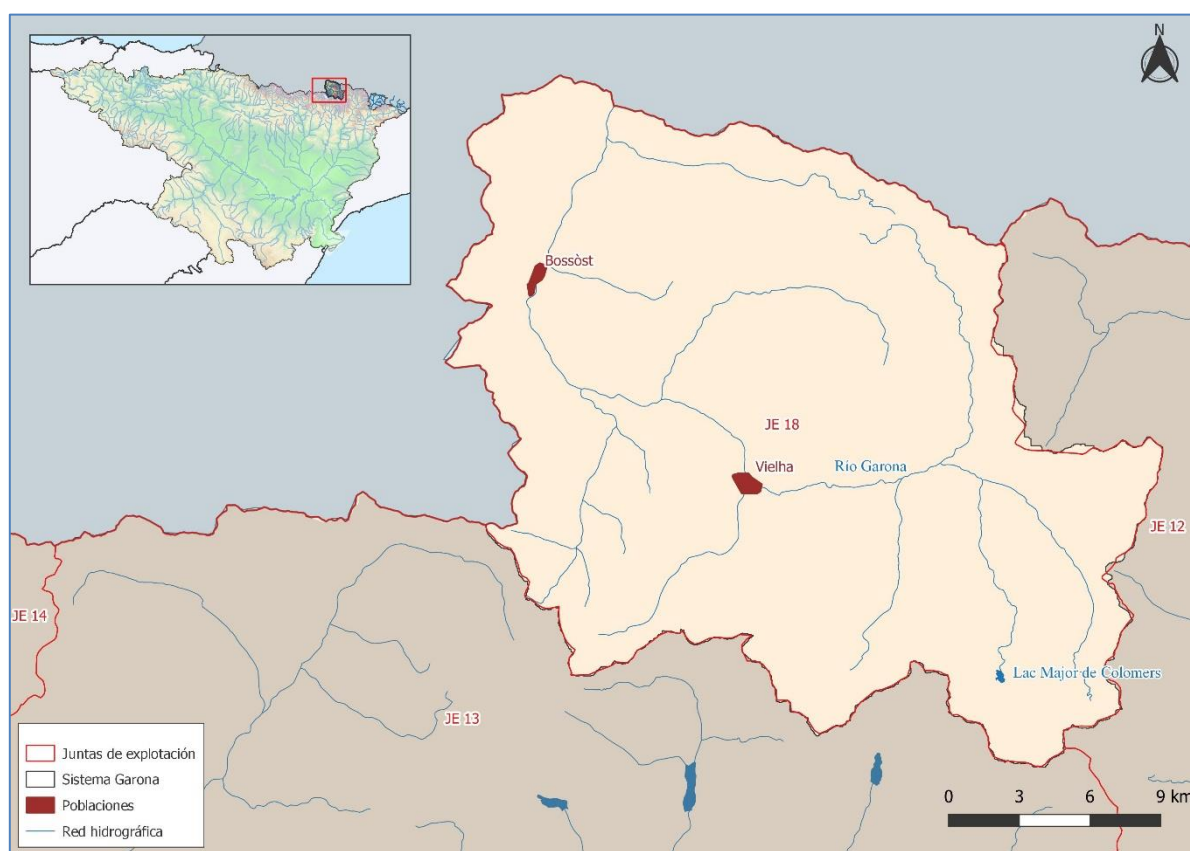 N
Bossòst
JE 18
Vielha
Río Garona
JE 12
JE 14
Lac Major de Colomers
JE 13
Juntas de explotación
Sistema Garona
Poblaciones
Red hidrográfica
0 3 6 9 km